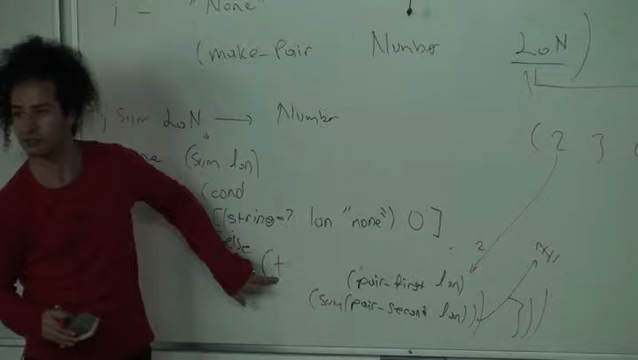 ; - "None"
(make-Pair Number LoN)
; sum LoN → Number
(sum lon)
(cond
[(string=? lon "none") 0]
else
(+
(pair-first lon)
(sum(pair-second lon))
(2 3
2